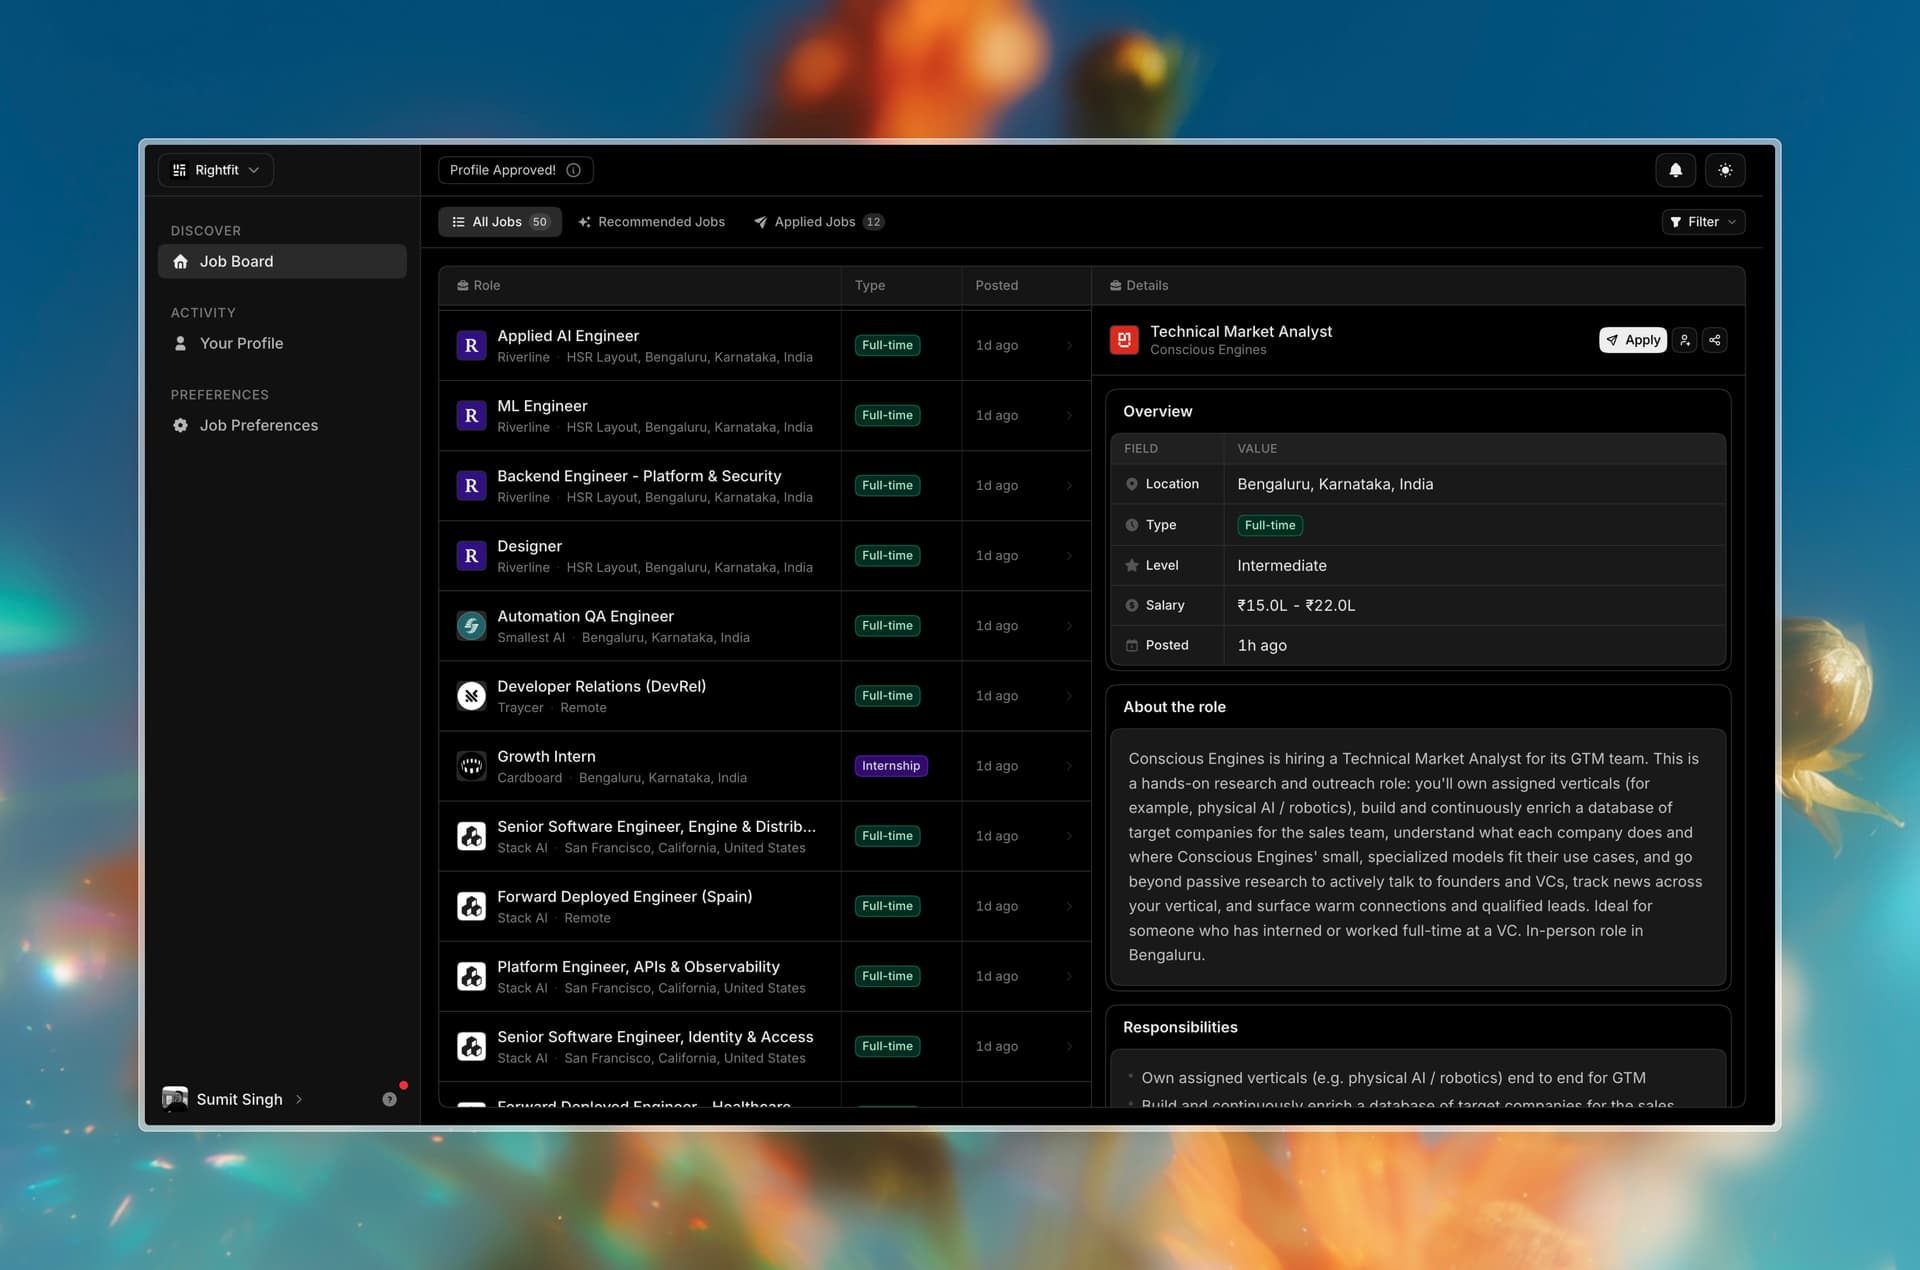 Rightfit
Profile Approved!
DISCOVER
Job Board
ACTIVITY
Your Profile
PREFERENCES
Job Preferences
Sumit Singh
?
All Jobs 50
Recommended Jobs
Applied Jobs 12
Filter
Role
Type
Posted
R
Applied AI Engineer
Riverline · HSR Layout, Bengaluru, Karnataka, India
Full-time
1d ago
R
ML Engineer
Riverline · HSR Layout, Bengaluru, Karnataka, India
Full-time
1d ago
R
Backend Engineer - Platform & Security
Riverline · HSR Layout, Bengaluru, Karnataka, India
Full-time
1d ago
R
Designer
Riverline · HSR Layout, Bengaluru, Karnataka, India
Full-time
1d ago
Automation QA Engineer
Smallest AI · Bengaluru, Karnataka, India
Full-time
1d ago
Developer Relations (DevRel)
Traycer · Remote
Full-time
1d ago
Growth Intern
Cardboard · Bengaluru, Karnataka, India
Internship
1d ago
Senior Software Engineer, Engine & Distrib...
Stack AI · San Francisco, California, United States
Full-time
1d ago
Forward Deployed Engineer (Spain)
Stack AI · Remote
Full-time
1d ago
Platform Engineer, APIs & Observability
Stack AI · San Francisco, California, United States
Full-time
1d ago
Senior Software Engineer, Identity & Access
Stack AI · San Francisco, California, United States
Full-time
1d ago
Forward Deployed Engineer - Healthcare
Details
Technical Market Analyst
Conscious Engines
Apply
Overview
FIELD VALUE
Location Bengaluru, Karnataka, India
Type Full-time
Level Intermediate
Salary ₹15.0L - ₹22.0L
Posted 1h ago
About the role
Conscious Engines is hiring a Technical Market Analyst for its GTM team. This is
a hands-on research and outreach role: you'll own assigned verticals (for
example, physical AI / robotics), build and continuously enrich a database of
target companies for the sales team, understand what each company does and
where Conscious Engines' small, specialized models fit their use cases, and go
beyond passive research to actively talk to founders and VCs, track news across
your vertical, and surface warm connections and qualified leads. Ideal for
someone who has interned or worked full-time at a VC. In-person role in
Bengaluru.
Responsibilities
Own assigned verticals (e.g. physical AI / robotics) end to end for GTM
Build and continuously enrich a database of target companies for the sales